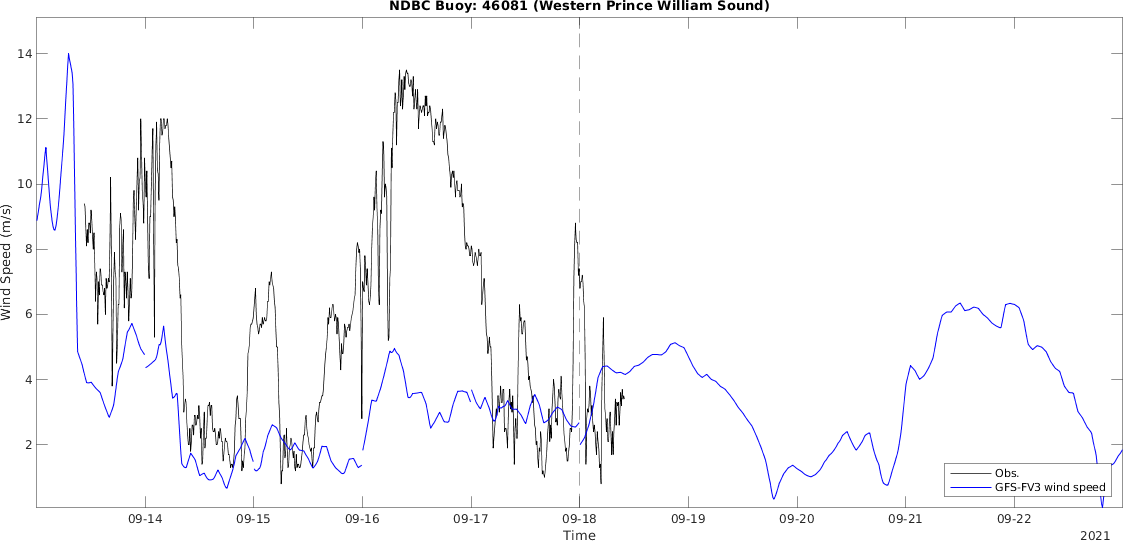 NDBC Buoy: 46081 (Western Prince William Sound)
14
12
10
8
6
4
2
Wind Speed (m/s)
Obs.
GFS-FV3 wind speed
09-14 09-15 09-16 09-17 09-18 09-19 09-20 09-21 09-22
Time
2021